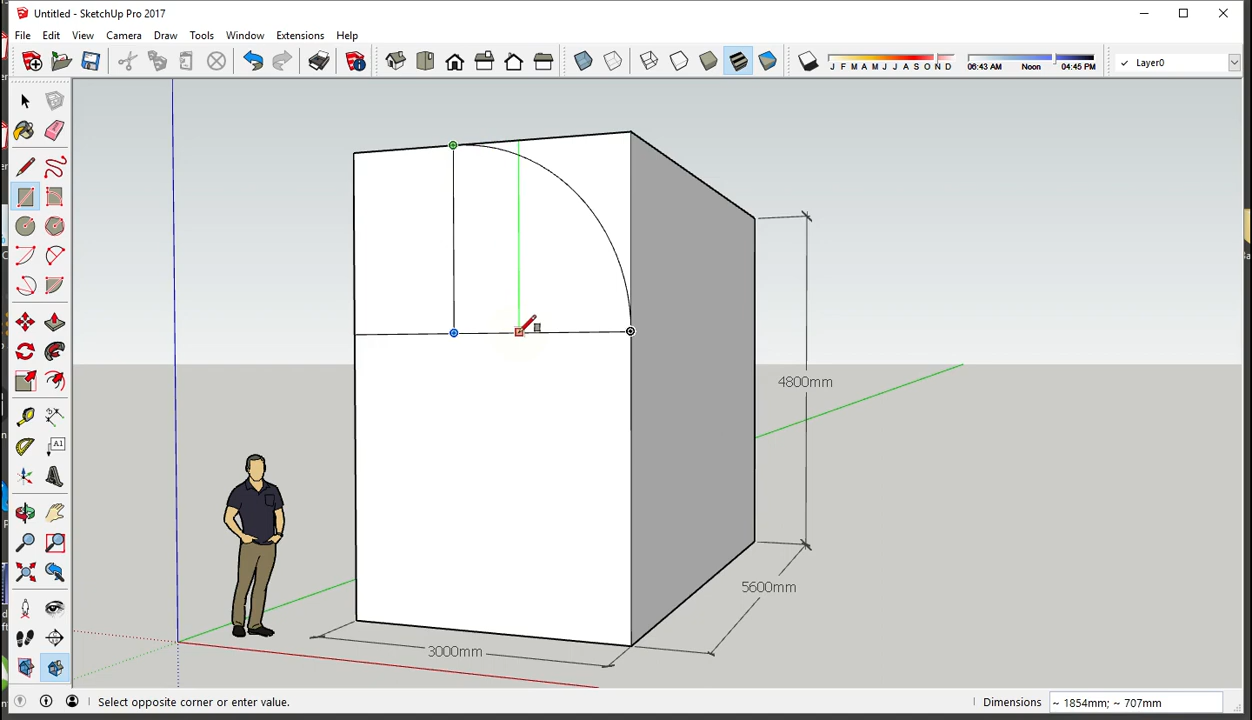 Untitled - SketchUp Pro 2017
File Edit View Camera Draw Tools Window Extensions Help
J F M A M J J A S O N D
06:43 AM Noon 04:45 PM
✓ Layer0
A1
4800mm
5600mm
3000mm
Select opposite corner or enter value.
Dimensions ~ 1854mm; ~ 707mm